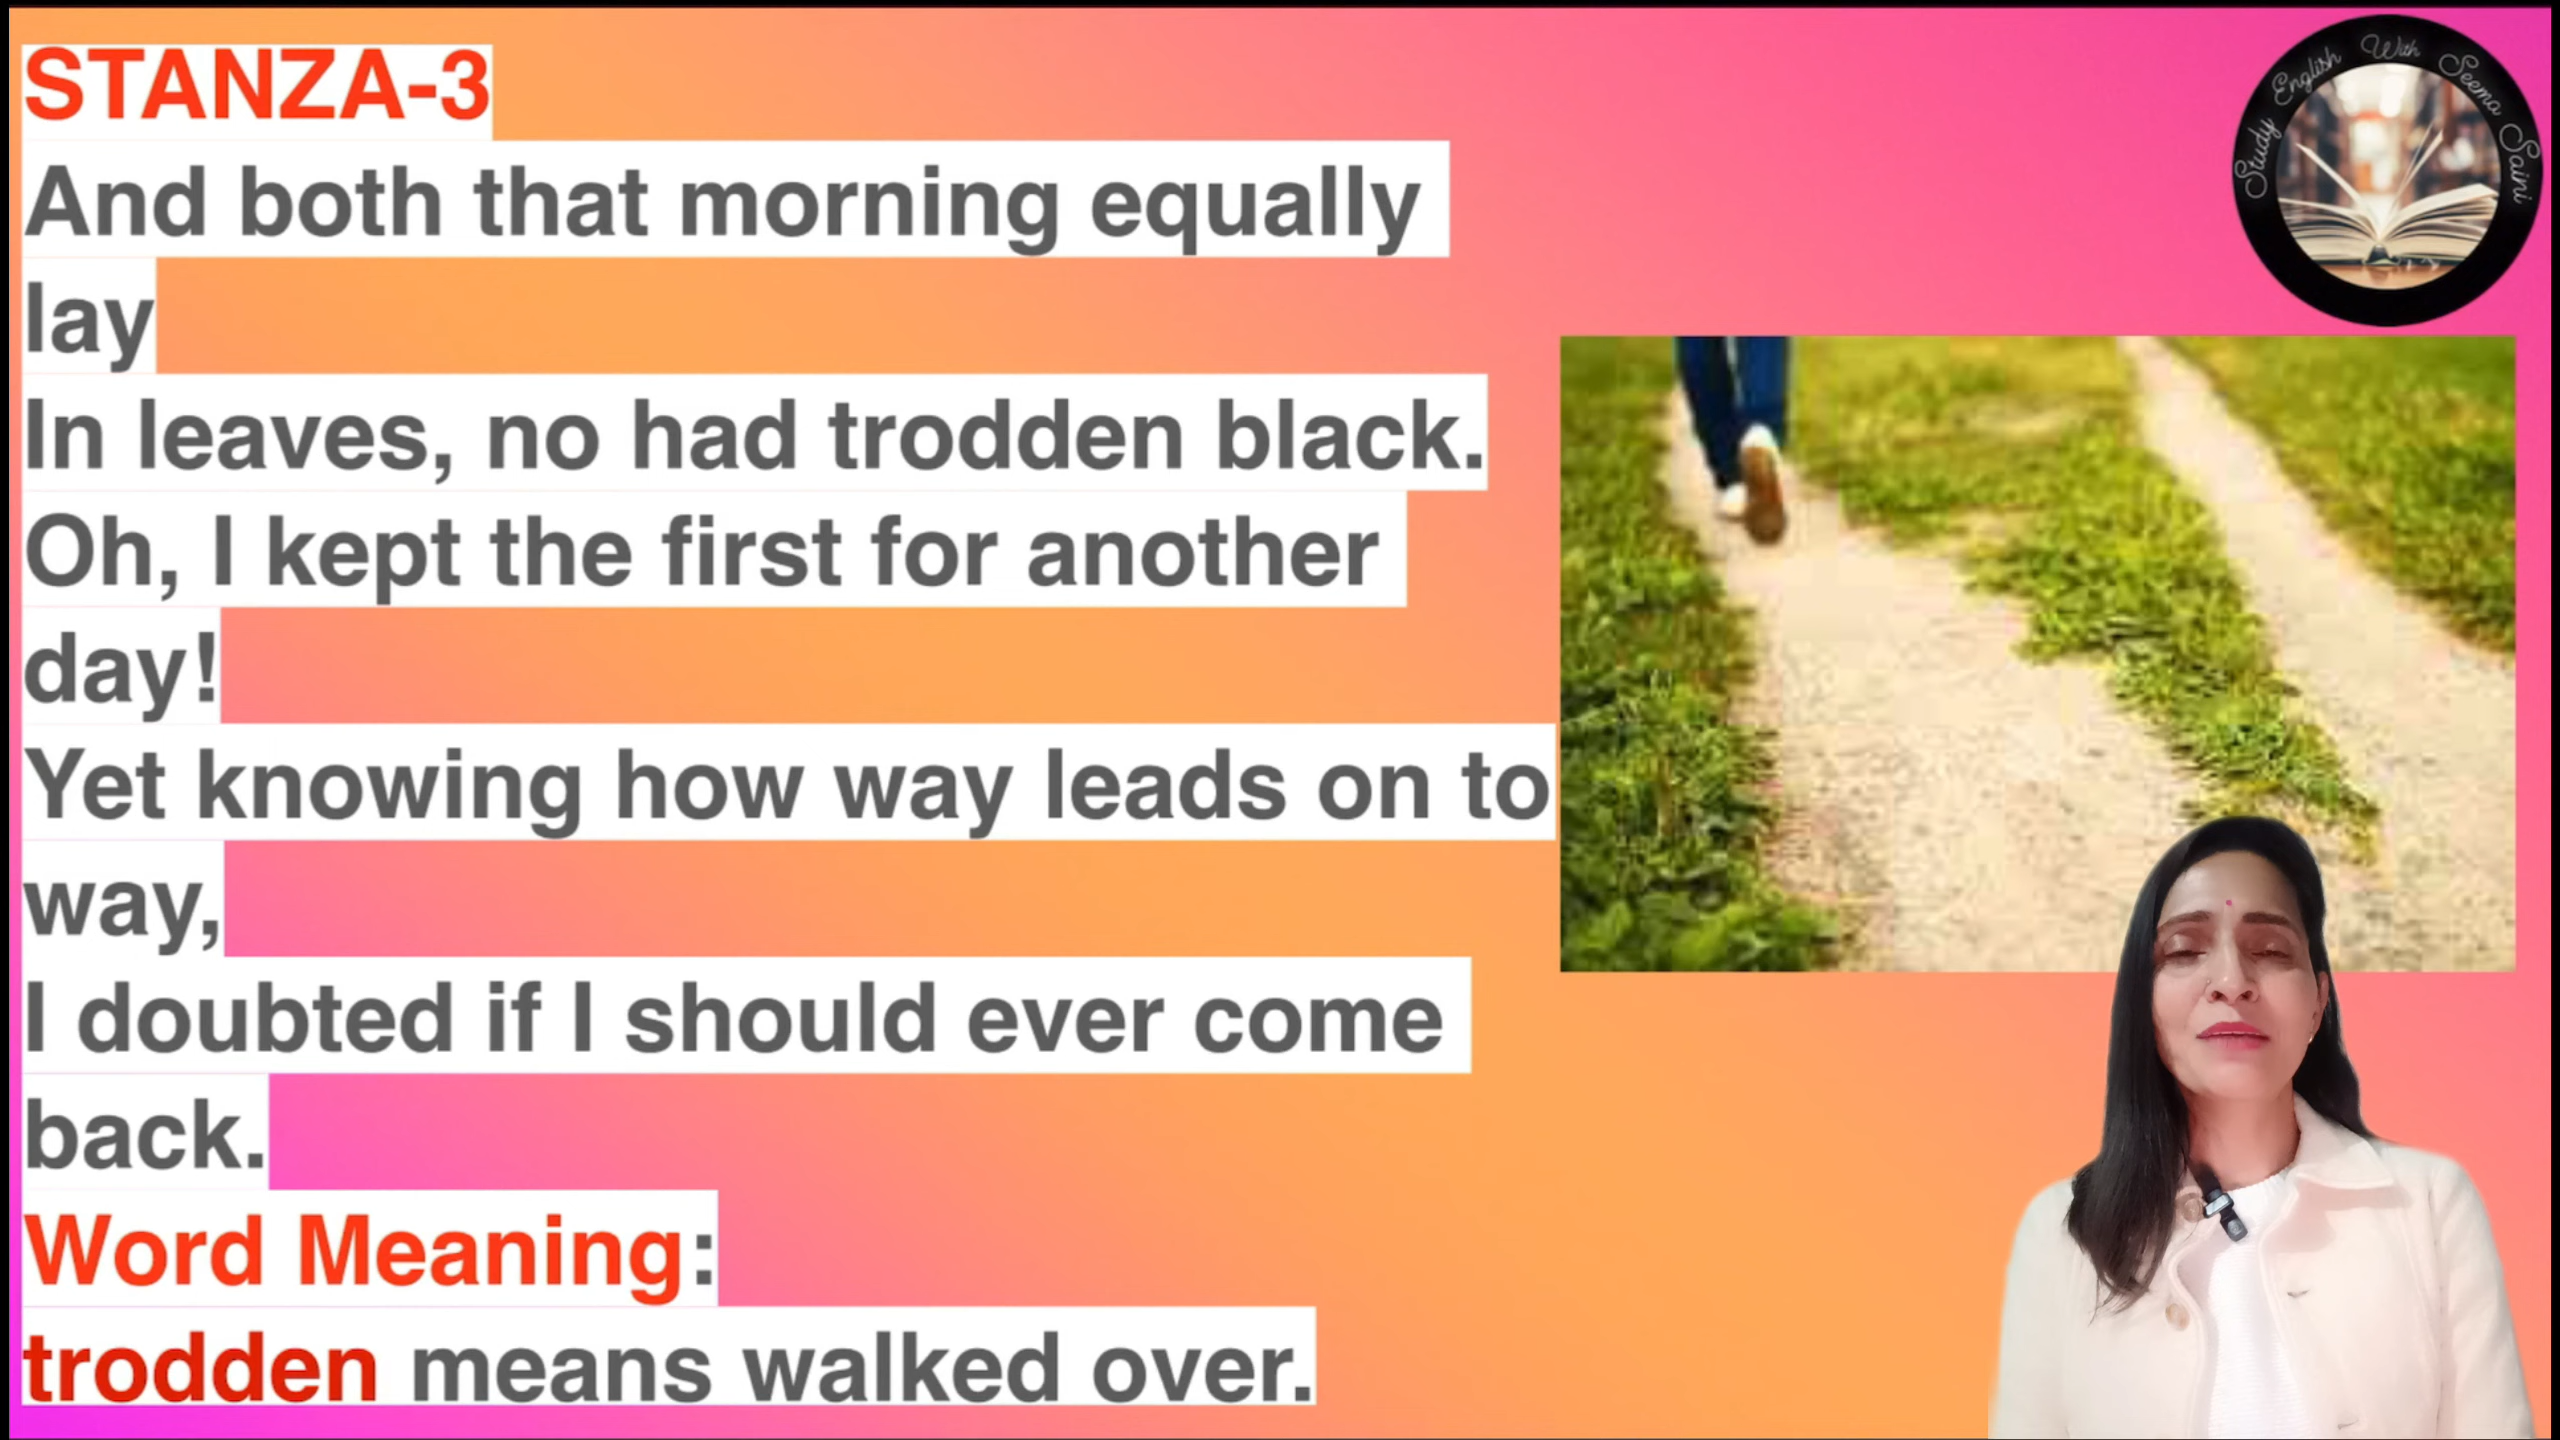 STANZA-3
And both that morning equally
lay
In leaves, no had trodden black.
Oh, I kept the first for another
day!
Yet knowing how way leads on to
way,
I doubted if I should ever come
back.
Word Meaning:
trodden means walked over.
Study English With Seema Saini